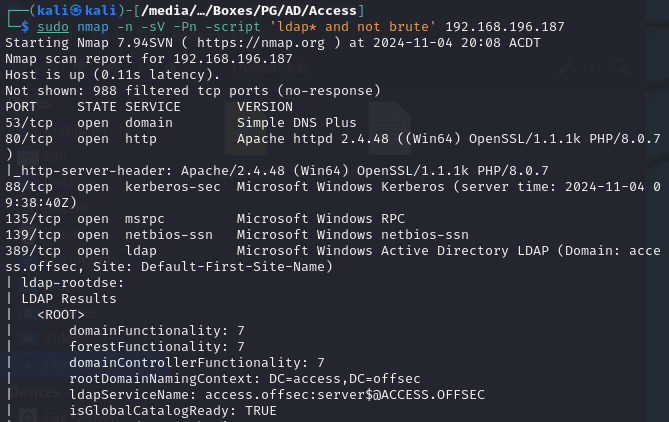 ┌──(kali㉿kali)-[/media/…/Boxes/PG/AD/Access]
└─$ sudo nmap -n -sV -Pn -script 'ldap* and not brute' 192.168.196.187
Starting Nmap 7.94SVN ( https://nmap.org ) at 2024-11-04 20:08 ACDT
Nmap scan report for 192.168.196.187
Host is up (0.11s latency).
Not shown: 988 filtered tcp ports (no-response)
PORT     STATE SERVICE       VERSION
53/tcp   open  domain        Simple DNS Plus
80/tcp   open  http          Apache httpd 2.4.48 ((Win64) OpenSSL/1.1.1k PHP/8.0.7
)
|_http-server-header: Apache/2.4.48 (Win64) OpenSSL/1.1.1k PHP/8.0.7
88/tcp   open  kerberos-sec  Microsoft Windows Kerberos (server time: 2024-11-04 0
9:38:40Z)
135/tcp  open  msrpc         Microsoft Windows RPC
139/tcp  open  netbios-ssn   Microsoft Windows netbios-ssn
389/tcp  open  ldap          Microsoft Windows Active Directory LDAP (Domain: acce
ss.offsec, Site: Default-First-Site-Name)
| ldap-rootdse:
| LDAP Results
|   <ROOT>
|       domainFunctionality: 7
|       forestFunctionality: 7
|       domainControllerFunctionality: 7
|       rootDomainNamingContext: DC=access,DC=offsec
|       ldapServiceName: access.offsec:server$@ACCESS.OFFSEC
|       isGlobalCatalogReady: TRUE